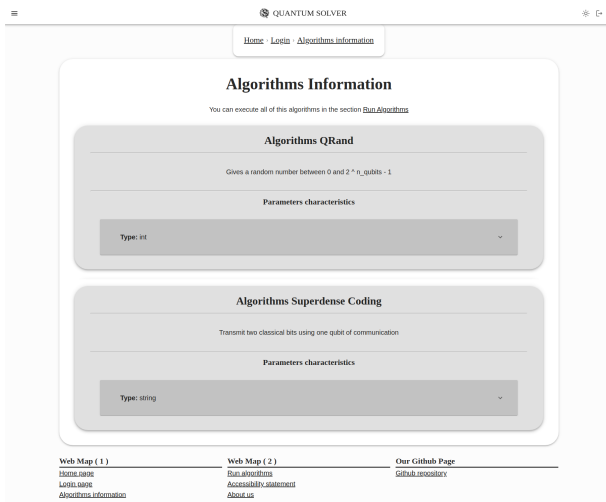 QUANTUM SOLVER
Home › Login › Algorithms information
Algorithms Information
You can execute all of this algorithms in the section Run Algorithms
Algorithms QRand
Gives a random number between 0 and 2 ^ n_qubits - 1
Parameters characteristics
Type: int
Algorithms Superdense Coding
Transmit two classical bits using one qubit of communication
Parameters characteristics
Type: string
Web Map ( 1 )
Home page
Login page
Algorithms information
Web Map ( 2 )
Run algorithms
Accessibility statement
About us
Our Github Page
Github repository